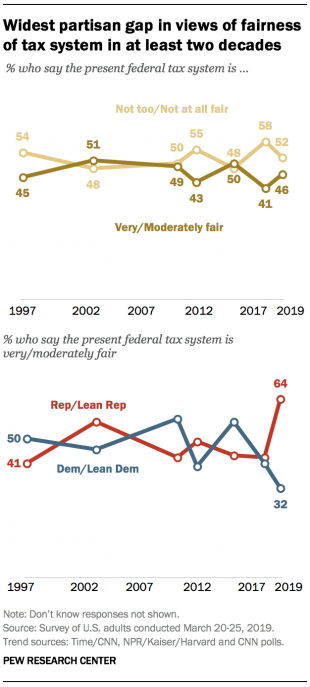 Widest partisan gap in views of fairness
of tax system in at least two decades
% who say the present federal tax system is ...
Not too/Not at all fair
54 51 50 55 48 58 52
45 48 49 43 50 41 46
Very/Moderately fair
1997 2002 2007 2012 2017 2019
% who say the present federal tax system is
very/moderately fair
64
Rep/Lean Rep
50
41
Dem/Lean Dem
32
1997 2002 2007 2012 2017 2019
Note: Don't know responses not shown.
Source: Survey of U.S. adults conducted March 20-25, 2019.
Trend sources: Time/CNN, NPR/Kaiser/Harvard and CNN polls.
PEW RESEARCH CENTER